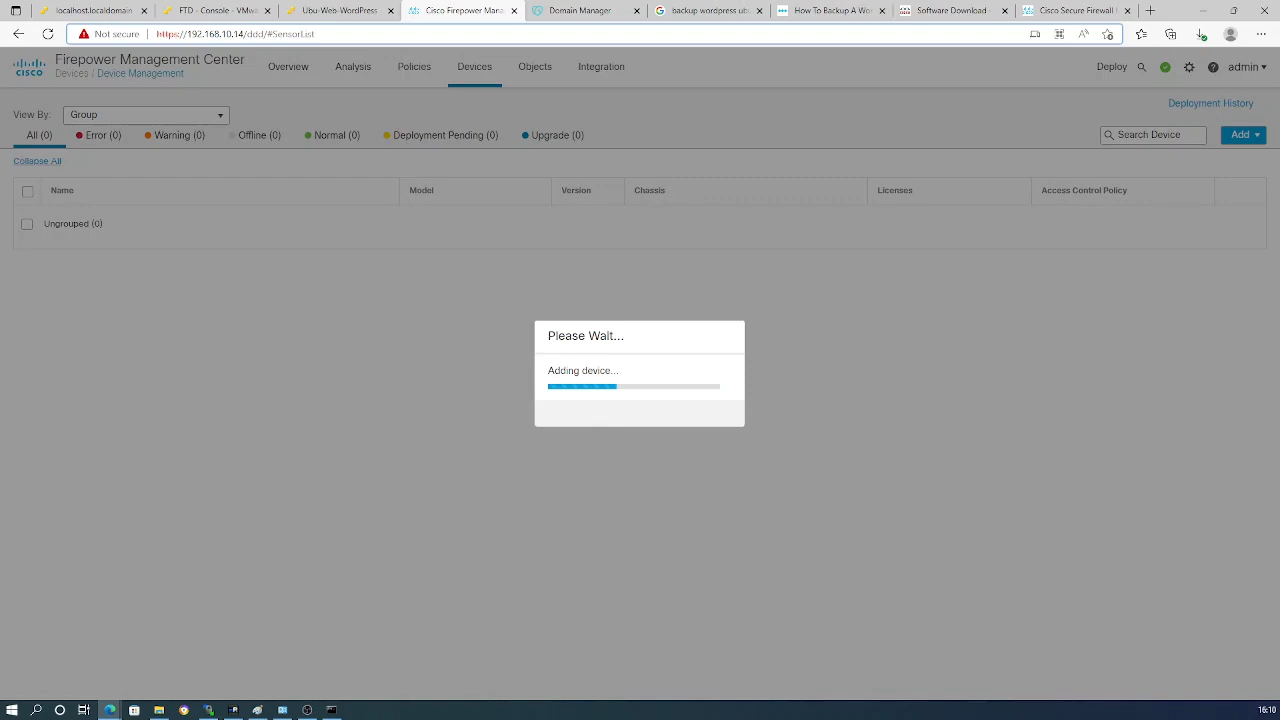 localhost.localdomain
FTD - Console - VMwa
Ubu-Web-WordPress
Cisco Firepower Mana
Domain Manager
backup wordpress ubu
How To Backup A Wo
Software Download -
Cisco Secure Firewall
Not secure
https://192.168.10.14/ddd/#SensorList
cisco
Firepower Management Center
Devices / Device Management
Overview
Analysis
Policies
Devices
Objects
Integration
Deploy
admin
Deployment History
View By:
Group
All (0)
Error (0)
Warning (0)
Offline (0)
Normal (0)
Deployment Pending (0)
Upgrade (0)
Search Device
Add
Collapse All
Name
Model
Version
Chassis
Licenses
Access Control Policy
Ungrouped (0)
Please Wait...
Adding device...
16:10